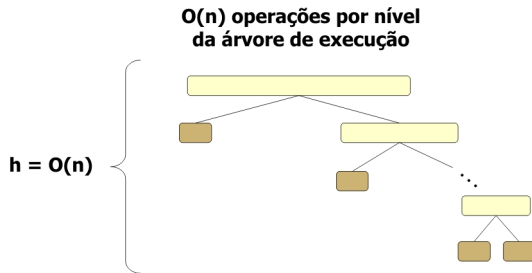 O(n) operações por nível
da árvore de execução
h = O(n)